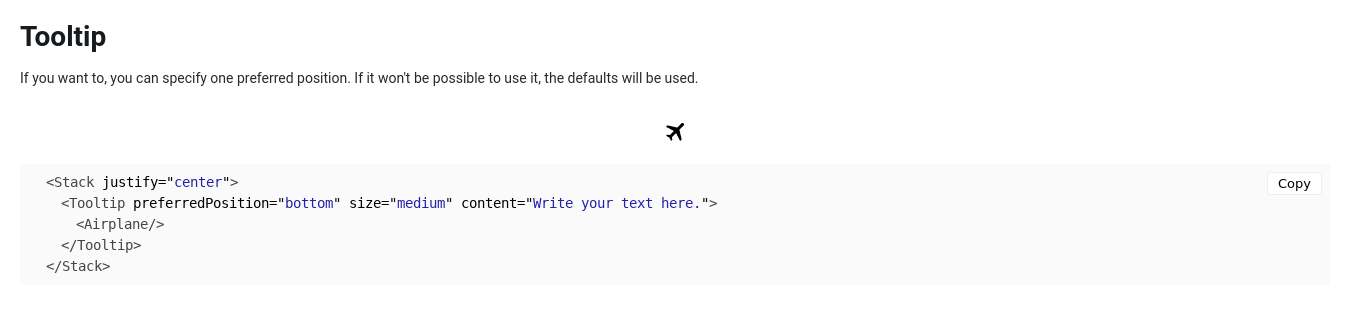 Tooltip
If you want to, you can specify one preferred position. If it won't be possible to use it, the defaults will be used.
<Stack justify="center">
Copy
<Tooltip preferredPosition="bottom" size="medium" content="Write your text here.">
<Airplane/>
</Tooltip>
</Stack>